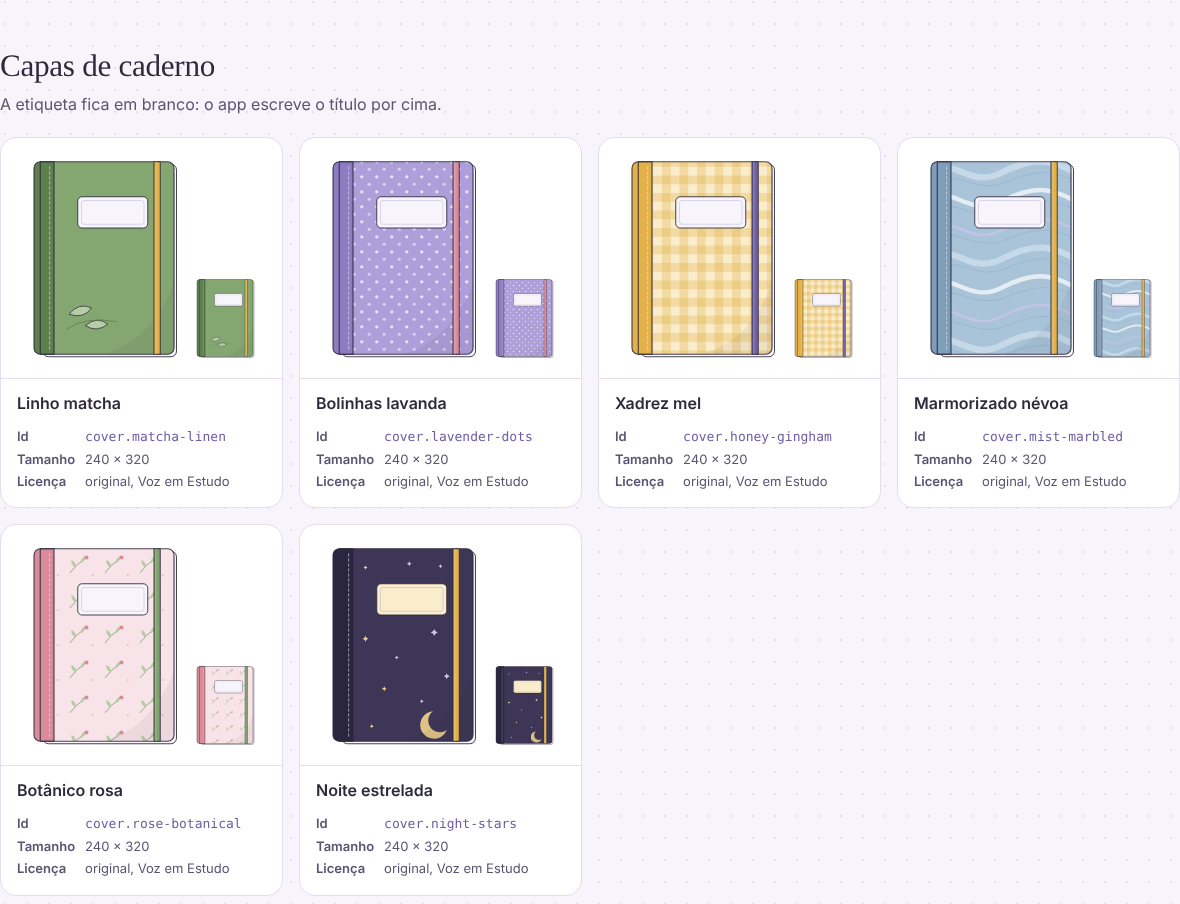 Capas de caderno
A etiqueta fica em branco: o app escreve o título por cima.
Linho matcha
Id cover.matcha-linen
Tamanho 240 × 320
Licença original, Voz em Estudo
Bolinhas lavanda
Id cover.lavender-dots
Tamanho 240 × 320
Licença original, Voz em Estudo
Xadrez mel
Id cover.honey-gingham
Tamanho 240 × 320
Licença original, Voz em Estudo
Marmorizado névoa
Id cover.mist-marbled
Tamanho 240 × 320
Licença original, Voz em Estudo
Botânico rosa
Id cover.rose-botanical
Tamanho 240 × 320
Licença original, Voz em Estudo
Noite estrelada
Id cover.night-stars
Tamanho 240 × 320
Licença original, Voz em Estudo